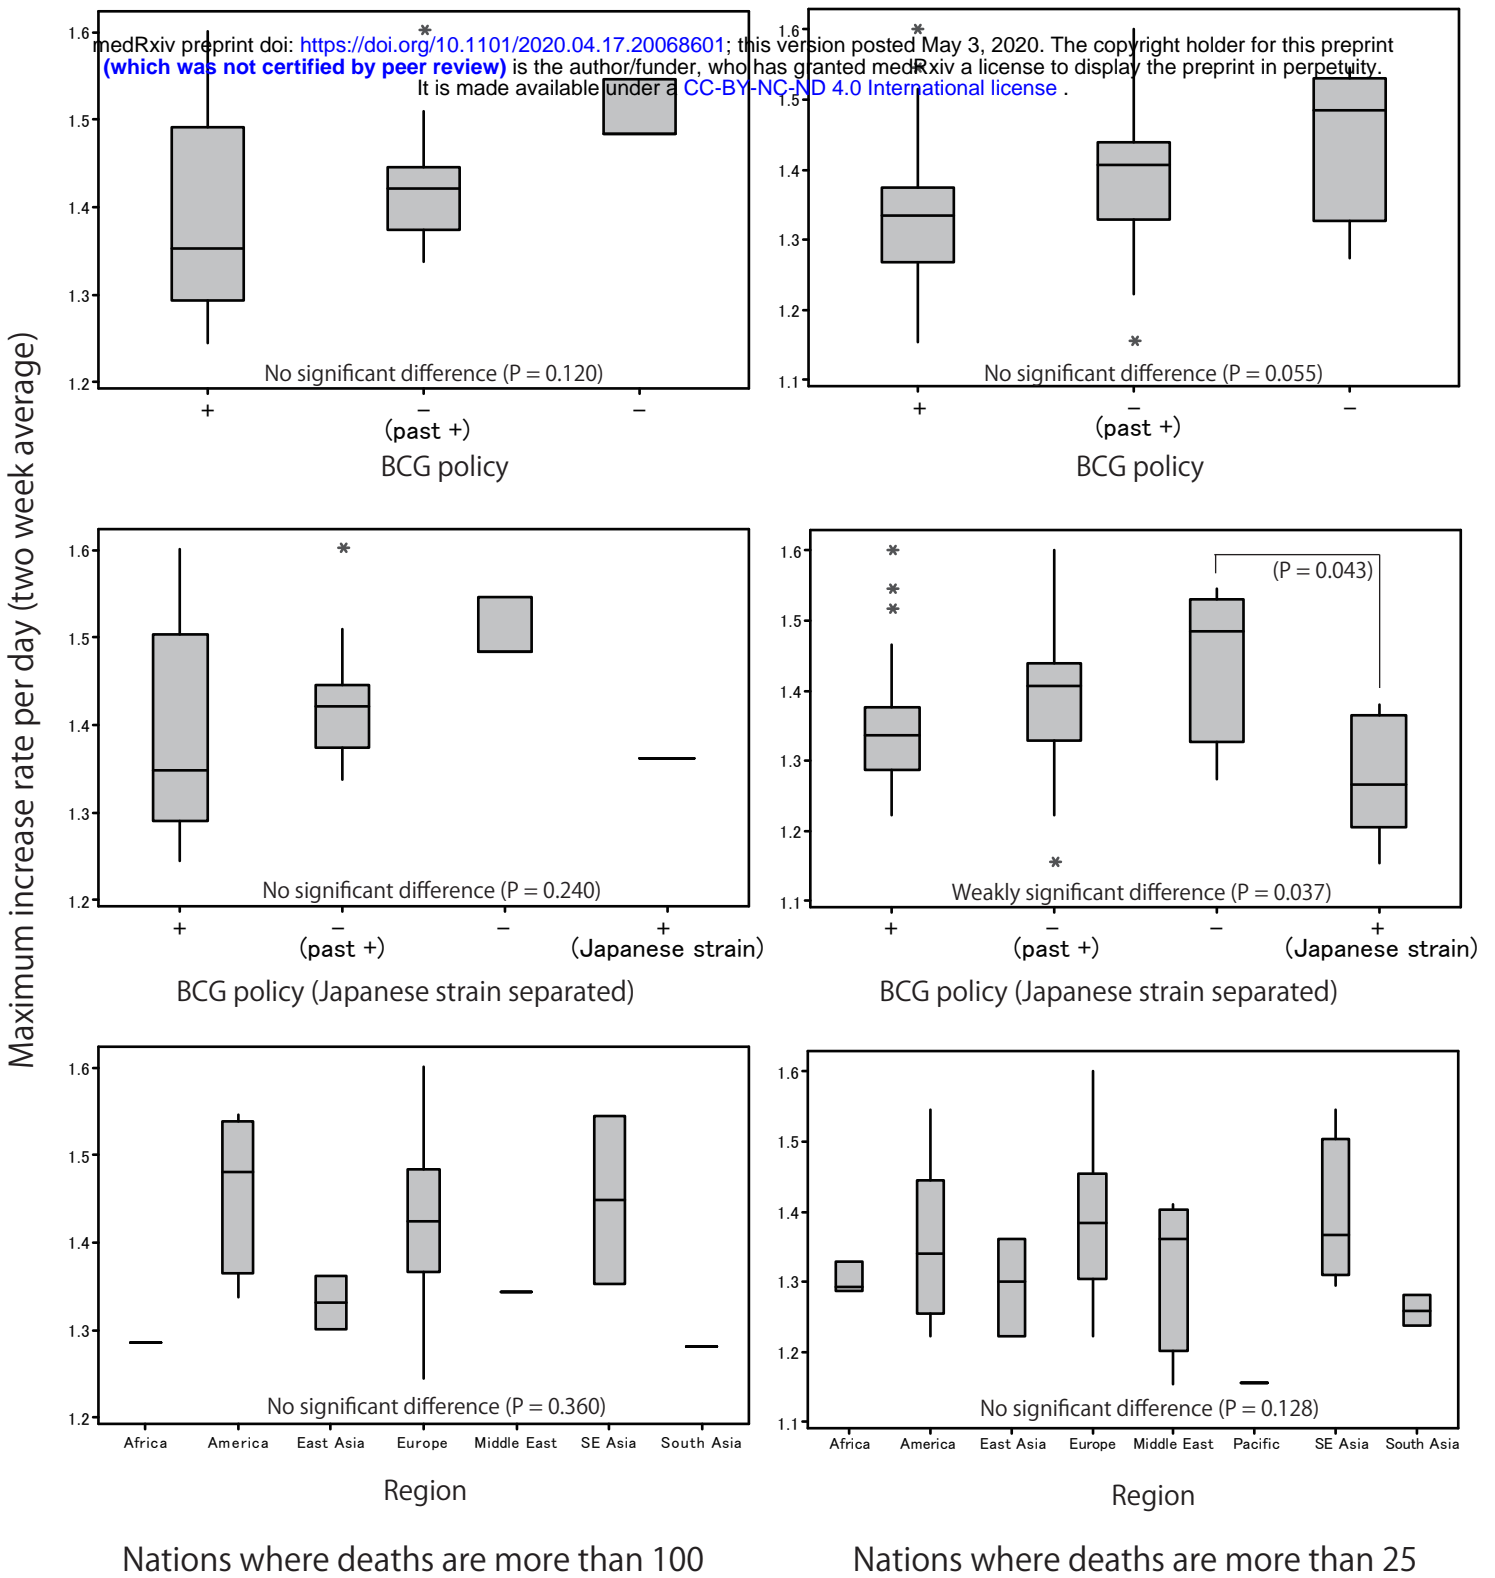 medRxiv preprint doi: https://doi.org/10.1101/2020.04.17.20068601; this version posted May 3, 2020. The copyright holder for this preprint
(which was not certified by peer review) is the author/funder, who has granted medRxiv a license to display the preprint in perpetuity.
It is made available under a CC-BY-NC-ND 4.0 International license .
Maximum increase rate per day (two week average)
1.6
1.5
1.4
1.3
1.2
No significant difference (P = 0.120)
+ − −
(past +)
BCG policy
1.6
1.5
1.4
1.3
1.2
1.1
No significant difference (P = 0.055)
+ − −
(past +)
BCG policy
1.6
1.5
1.4
1.3
1.2
No significant difference (P = 0.240)
+ − − +
(past +) (Japanese strain)
BCG policy (Japanese strain separated)
1.6
1.5
1.4
1.3
1.2
1.1
(P = 0.043)
Weakly significant difference (P = 0.037)
+ − − +
(past +) (Japanese strain)
BCG policy (Japanese strain separated)
1.6
1.5
1.4
1.3
1.2
No significant difference (P = 0.360)
Africa America East Asia Europe Middle East SE Asia South Asia
Region
Nations where deaths are more than 100
1.6
1.5
1.4
1.3
1.2
1.1
No significant difference (P = 0.128)
Africa America East Asia Europe Middle East Pacific SE Asia South Asia
Region
Nations where deaths are more than 25